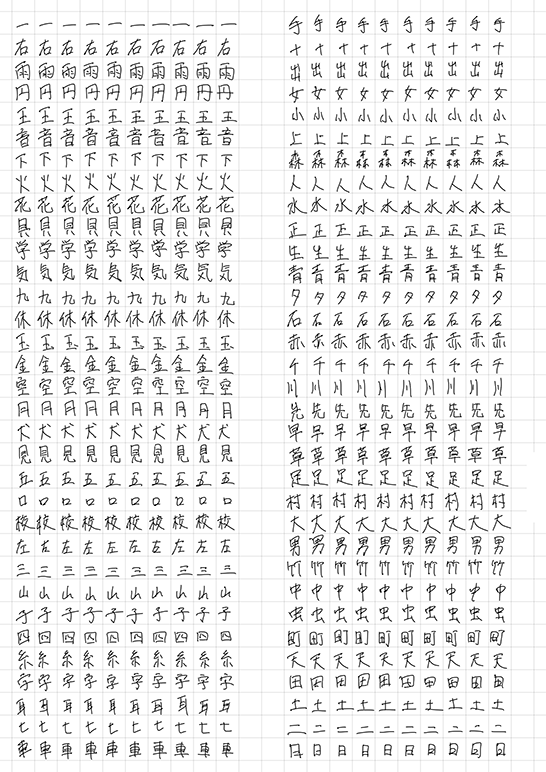 一一一一一一一一一一
右右右右右右右右右右
雨雨雨雨雨雨雨雨雨雨
円円円円円円円円円円
王王王王王王王王王王
音音音音音音音音音音
下下下下下下下下下下
火火火火火火火火火火
花花花花花花花花花花
貝貝貝貝貝貝貝貝貝貝
学学学学学学学学学学
気気気気気気気気気気
九九九九九九九九九九
休休休休休休休休休休
玉玉玉玉玉玉玉玉玉玉
金金金金金金金金金金
空空空空空空空空空空
月月月月月月月月月月
犬犬犬犬犬犬犬犬犬犬
見見見見見見見見見見
五五五五五五五五五五
口口口口口口口口口口
校校校校校校校校校校
左左左左左左左左左左
三三三三三三三三三三
山山山山山山山山山山
子子子子子子子子子子
四四四四四四四四四四
糸糸糸糸糸糸糸糸糸糸
字字字字字字字字字字
耳耳耳耳耳耳耳耳耳耳
七七七七七七七七七七
車車車車車車車車車車
手手手手手手手手手手
十十十十十十十十十十
出出出出出出出出出出
女女女女女女女女女女
小小小小小小小小小小
上上上上上上上上上上
森森森森森森森森森森
人人人人人人人人人人
水水水水水水水水水水
正正正正正正正正正正
生生生生生生生生生生
青青青青青青青青青青
夕夕夕夕夕夕夕夕夕夕
石石石石石石石石石石
赤赤赤赤赤赤赤赤赤赤
千千千千千千千千千千
川川川川川川川川川川
先先先先先先先先先先
早早早早早早早早早早
草草草草草草草草草草
足足足足足足足足足足
村村村村村村村村村村
大大大大大大大大大大
男男男男男男男男男男
竹竹竹竹竹竹竹竹竹竹
中中中中中中中中中中
虫虫虫虫虫虫虫虫虫虫
町町町町町町町町町町
天天天天天天天天天天
田田田田田田田田田田
土土土土土土土土土土
二二二二二二二二二二
日日日日日日日日日日